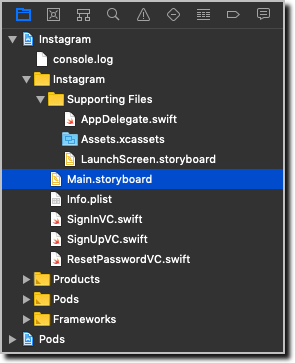 Instagram
console.log
Instagram
Supporting Files
AppDelegate.swift
Assets.xcassets
LaunchScreen.storyboard
Main.storyboard
Info.plist
SignInVC.swift
SignUpVC.swift
ResetPasswordVC.swift
Products
Pods
Frameworks
Pods